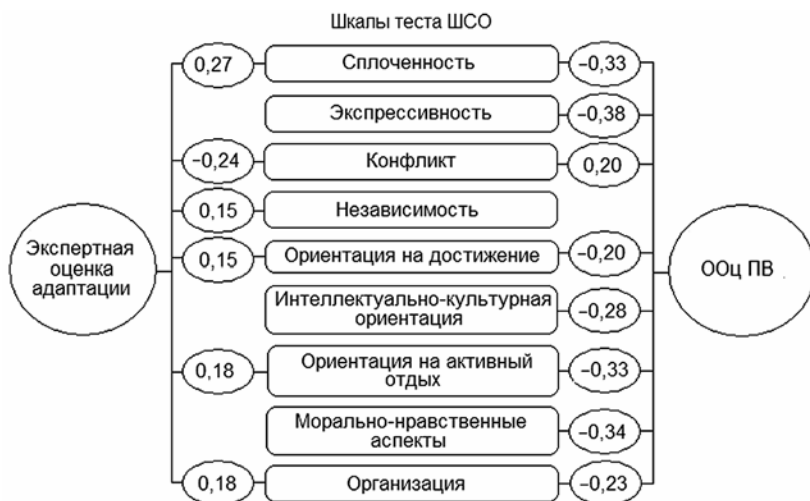 Шкалы теста ШСО
0,27 Сплоченность –0,33
Экспрессивность –0,38
–0,24 Конфликт 0,20
0,15 Независимость
Экспертная
оценка
адаптации
0,15 Ориентация на достижение –0,20
ООц ПВ
Интеллектуально-культурная
ориентация
–0,28
0,18 Ориентация на активный
отдых
–0,33
Морально-нравственные
аспекты
–0,34
0,18 Организация –0,23